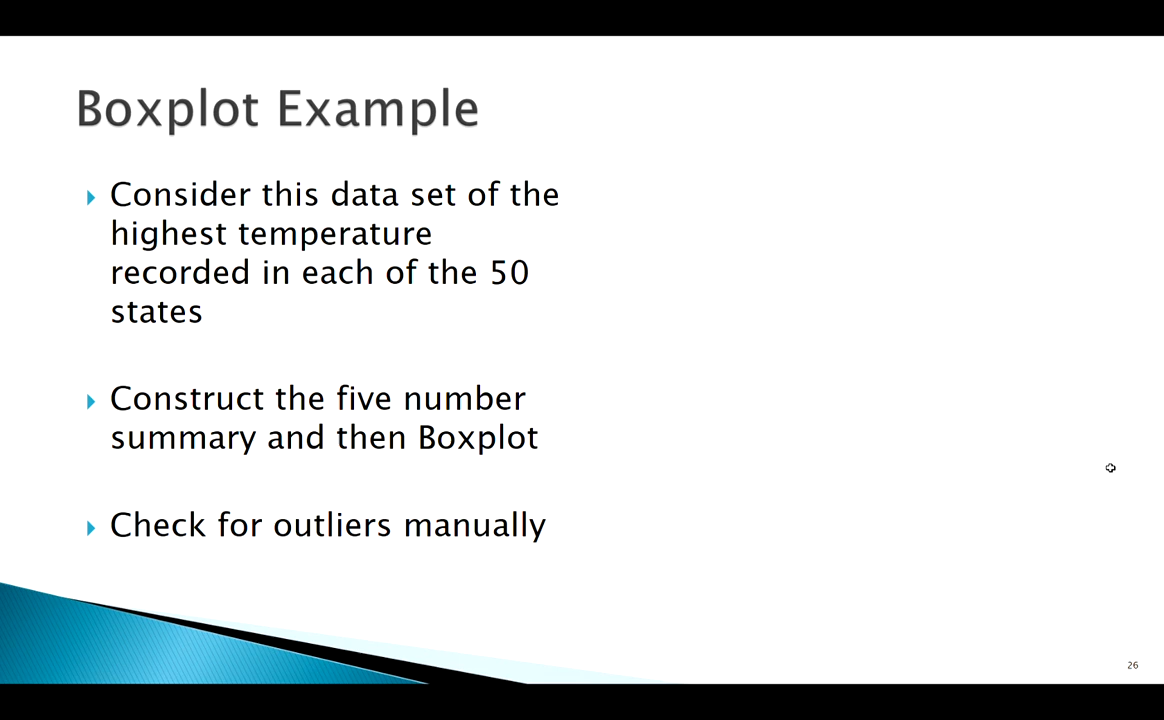 Boxplot Example
Consider this data set of the
highest temperature
recorded in each of the 50
states
Construct the five number
summary and then Boxplot
Check for outliers manually
26